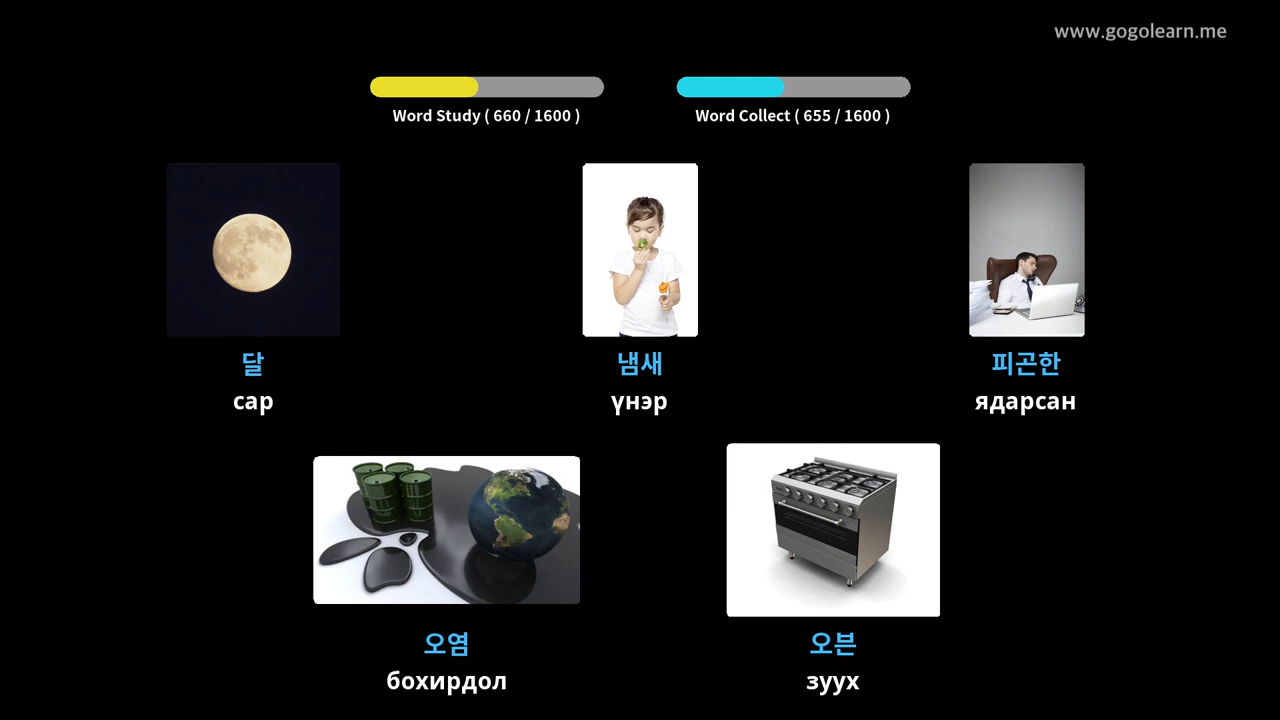 www.gogolearn.me
Word Study ( 660 / 1600 )
Word Collect ( 655 / 1600 )
달
냄새
피곤한
сар
үнэр
ядарсан
오염
오븐
бохирдол
зуух